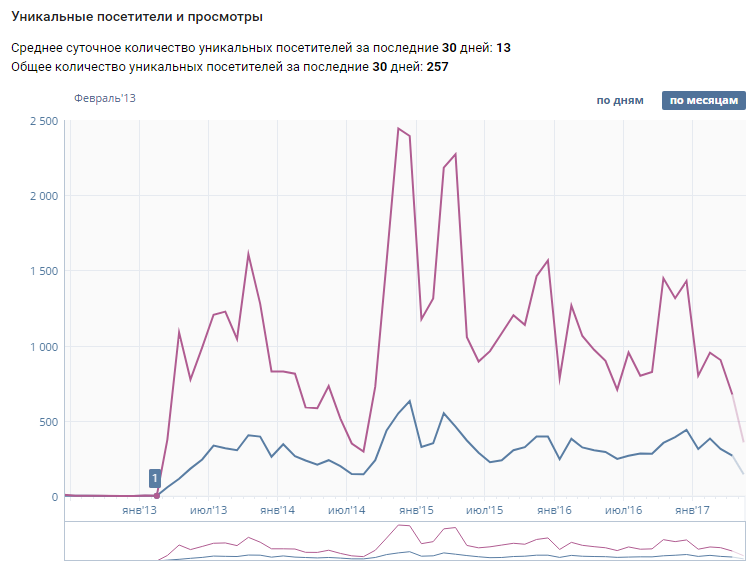 Уникальные посетители и просмотры
Среднее суточное количество уникальных посетителей за последние 30 дней: 13
Общее количество уникальных посетителей за последние 30 дней: 257
Февраль'13
по дням
по месяцам
2 500
2 000
1 500
1 000
500
0
1
янв'13
июл'13
янв'14
июл'14
янв'15
июл'15
янв'16
июл'16
янв'17